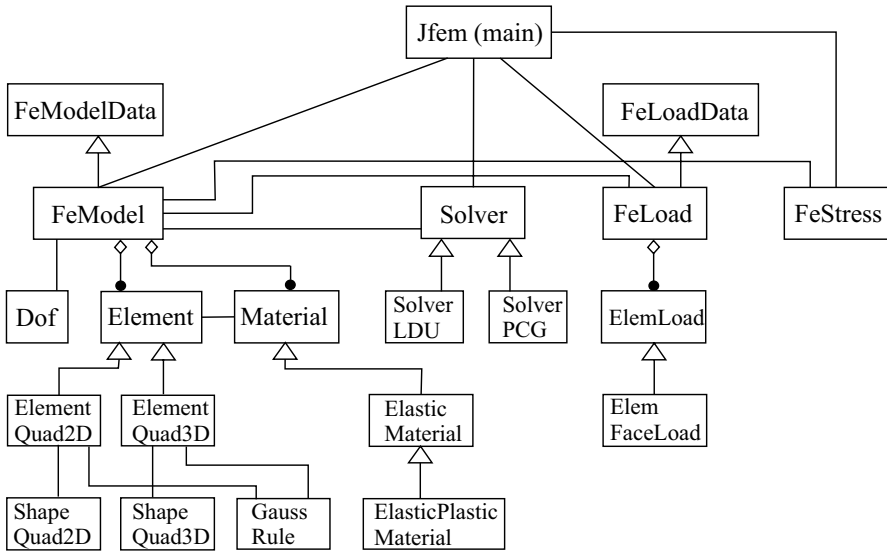 Jfem (main)
FeModelData
FeLoadData
FeModel
Solver
FeLoad
FeStress
Dof
Element
Material
Solver
LDU
Solver
PCG
ElemLoad
Element
Quad2D
Element
Quad3D
Elastic
Material
Elem
FaceLoad
Shape
Quad2D
Shape
Quad3D
Gauss
Rule
ElasticPlastic
Material